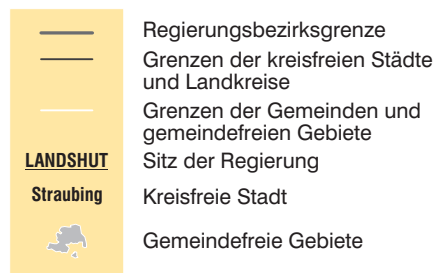 Regierungsbezirksgrenze
Grenzen der kreisfreien Städte
und Landkreise
Grenzen der Gemeinden und
gemeindefreien Gebiete
LANDSHUT Sitz der Regierung
Straubing Kreisfreie Stadt
Gemeindefreie Gebiete